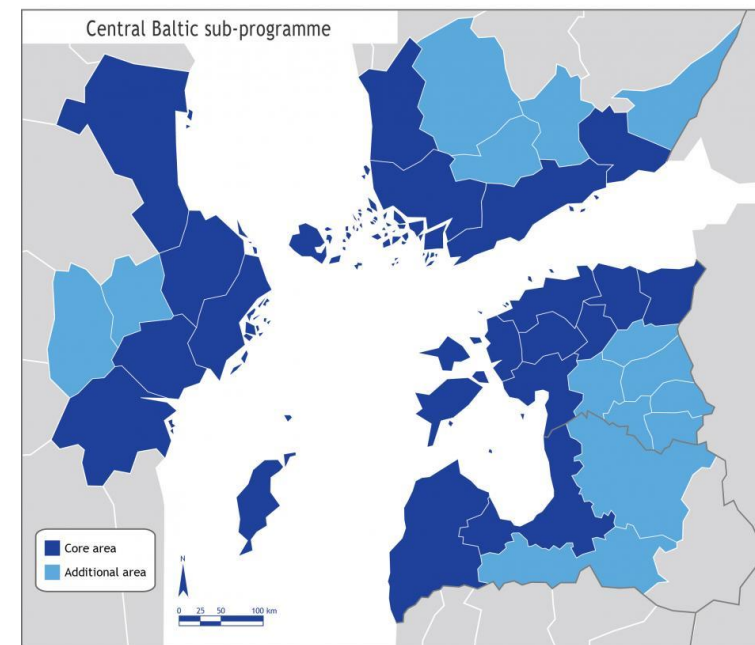 Central Baltic sub-programme
Core area
Additional area
N
0 25 50 100 km